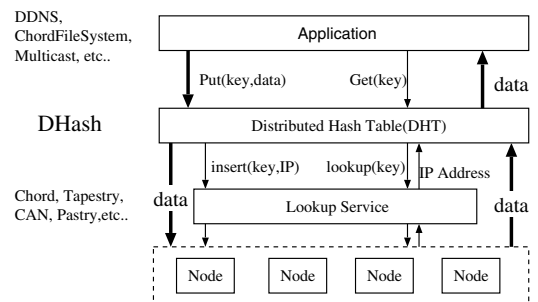 DDNS,
ChordFileSystem,
Multicast, etc..
Application
Put(key,data)
Get(key)
data
DHash
Distributed Hash Table(DHT)
insert(key,IP)
lookup(key)
IP Address
Chord, Tapestry,
CAN, Pastry,etc..
data
data
Lookup Service
Node
Node
Node
Node